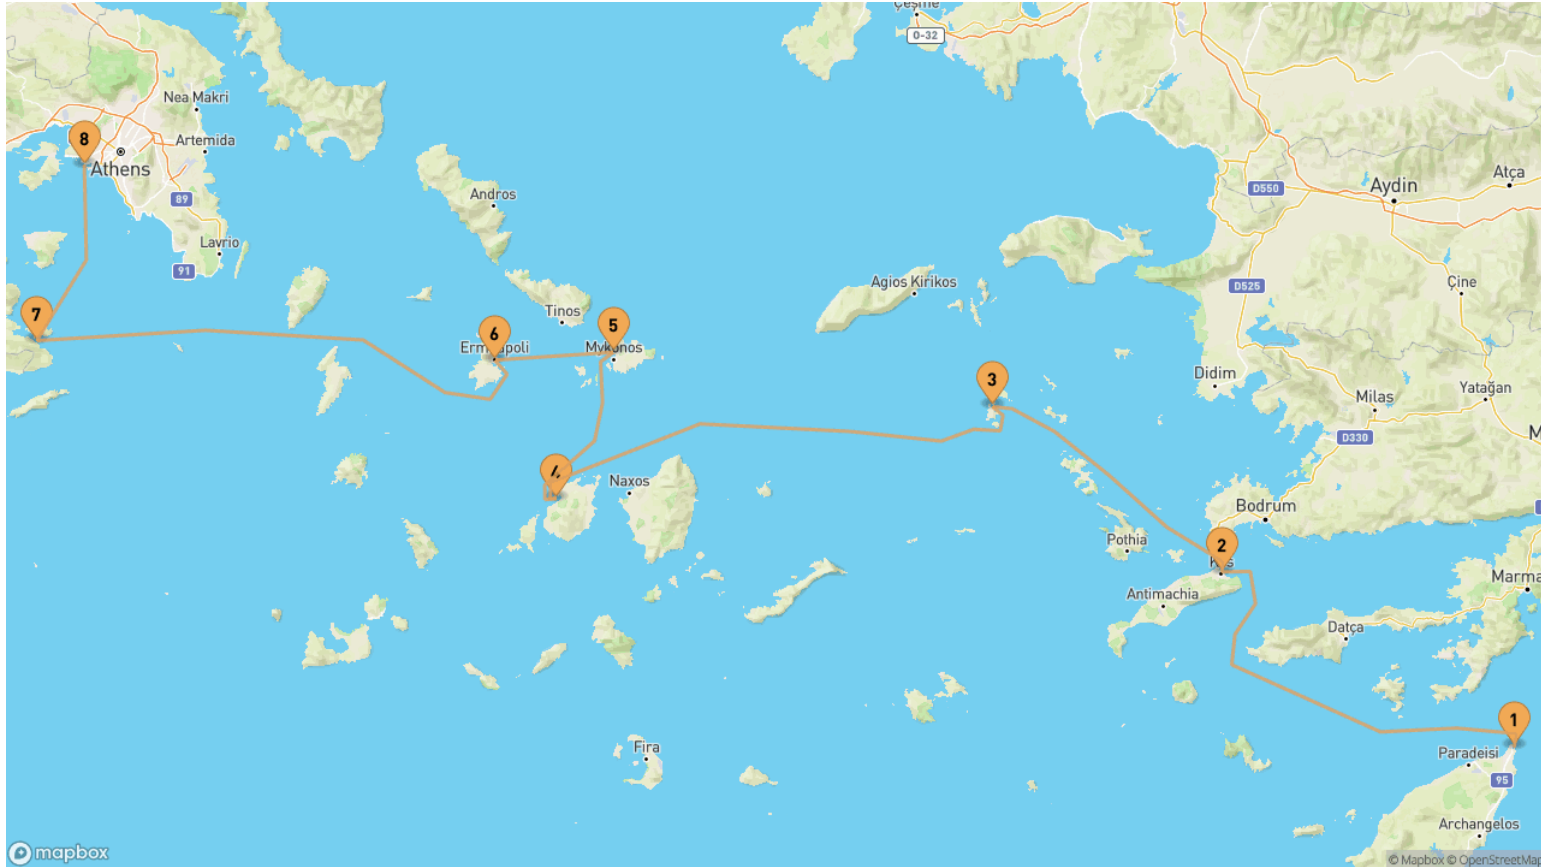 Çeşme
O-32
Nea Makri
8
Artemida
Athens
Atça
D550
Aydin
89
Andros
Lavrio
91
Agios Kirikos
D525
Çine
Tinos
7
6
5
Ermoupoli
Mykonos
3
Didim
Yatağan
Milas
D330
4
Naxos
Bodrum
Pothia
2
Kos
Antimachia
Marma
Datça
1
Fira
Paradeisi
95
Archangelos
mapbox
© Mapbox © OpenStreetMap